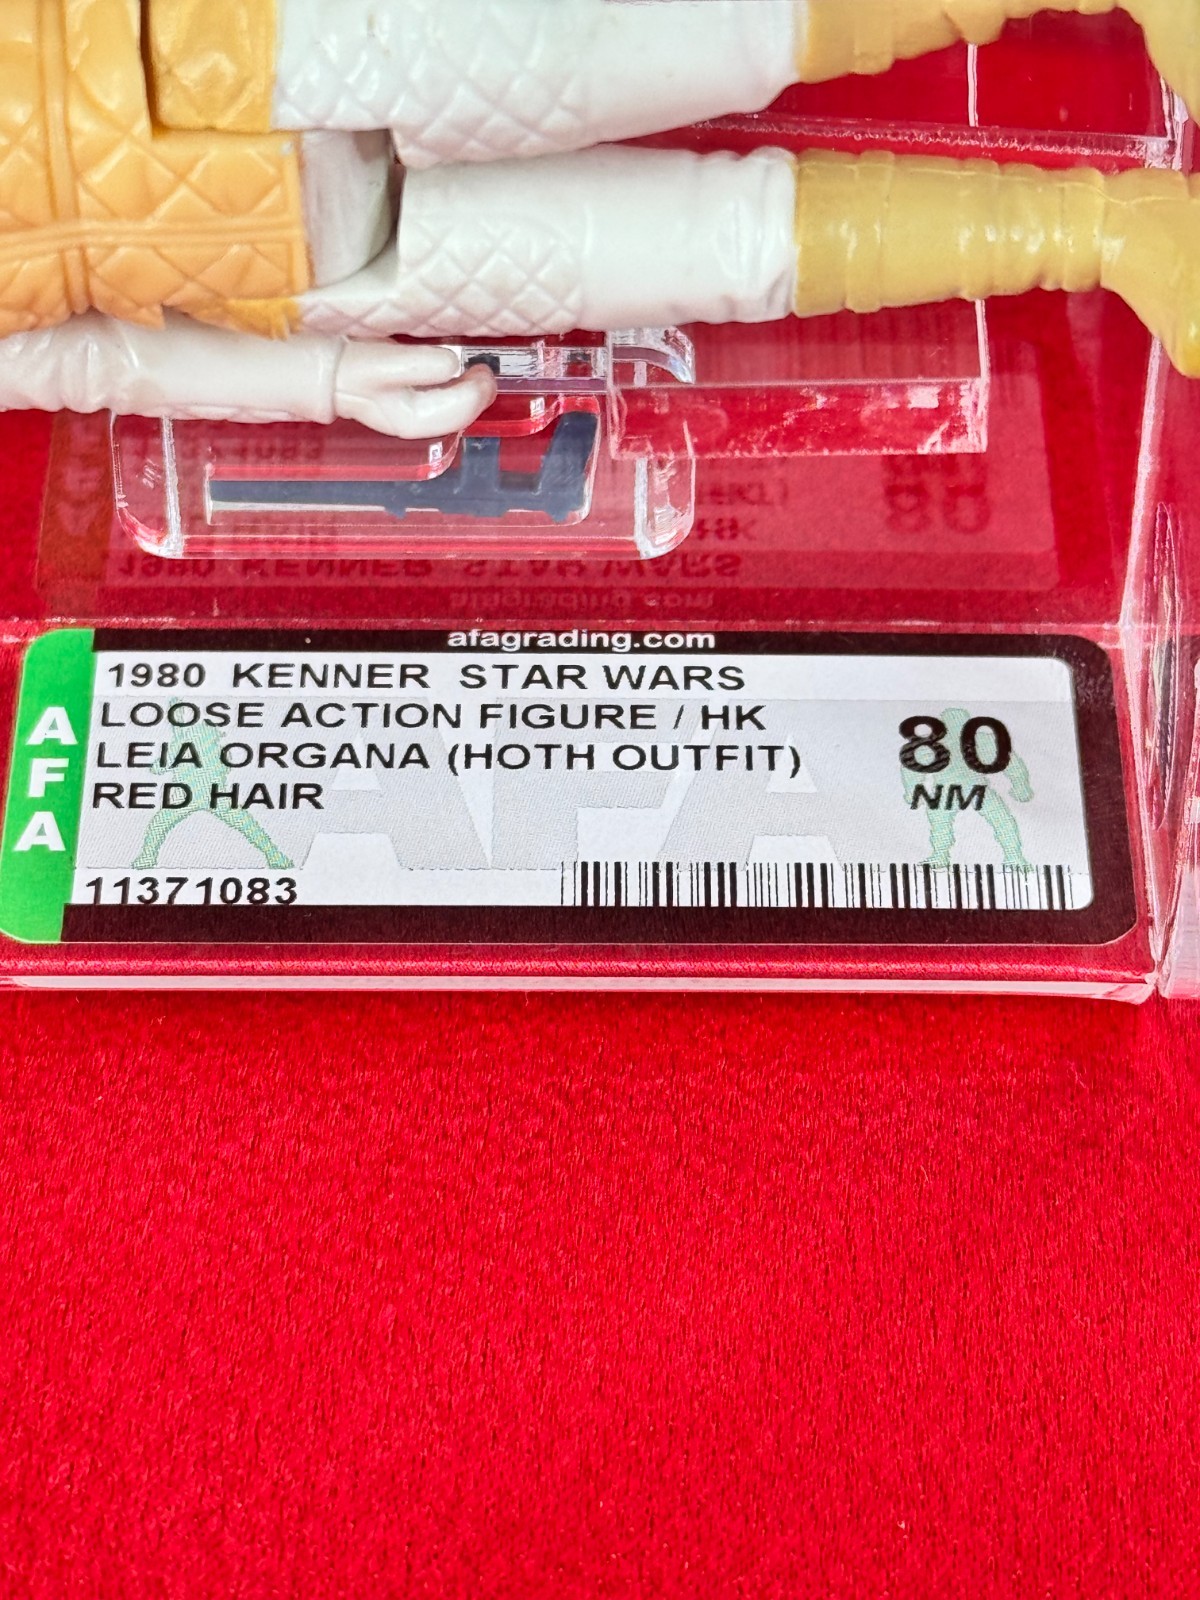 afagrading.com
AFA
1980 KENNER STAR WARS
LOOSE ACTION FIGURE / HK
LEIA ORGANA (HOTH OUTFIT)
RED HAIR
80
NM
11371083